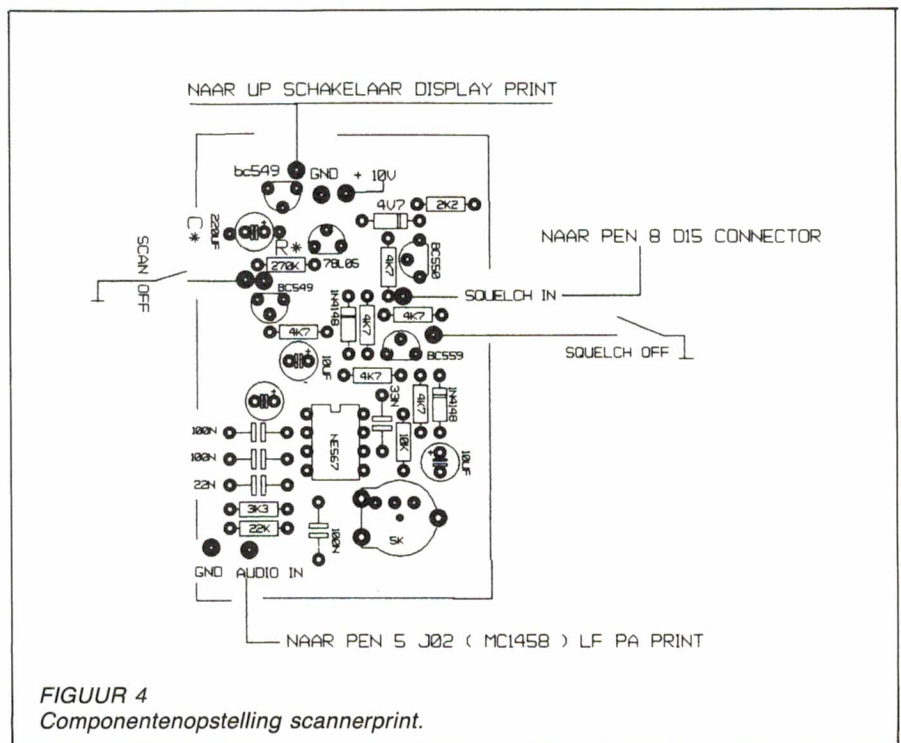 NAAR UP SCHAKELAAR DISPLAY PRINT
bc549
GND
+ 10V
4V7
2K2
C*
220UF
R*
78L05
4K7
BC550
NAAR PEN 8 D15 CONNECTOR
SCAN OFF
270K
BC549
SQUELCH IN
1N4148
4K7
4K7
4K7
BC559
SQUELCH OFF
10UF
4K7
33N
4K7
1N4148
100N
NE567
10K
10UF
100N
22N
3K3
22K
100N
5K
GND
AUDIO IN
NAAR PEN 5 J02 ( MC1458 ) LF PA PRINT
FIGUUR 4
Componentenopstelling scannerprint.